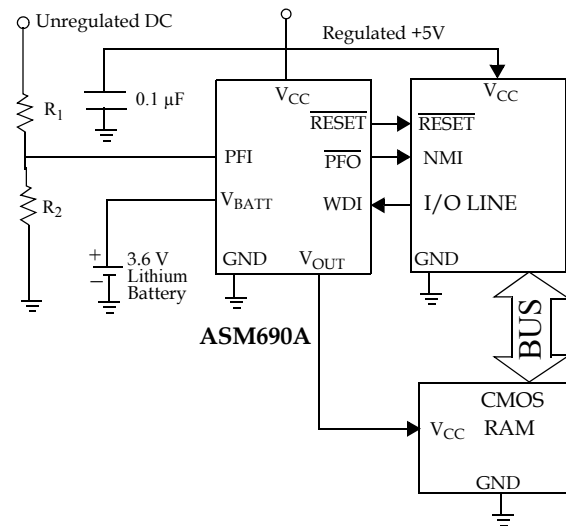 Unregulated DC
Regulated +5V
0.1 µF
R1
R2
VCC
RESET
PFI
PFO
VBATT
WDI
GND
VOUT
3.6 V
Lithium
Battery
+
−
ASM690A
VCC
RESET
NMI
I/O LINE
GND
BUS
CMOS
RAM
VCC
GND